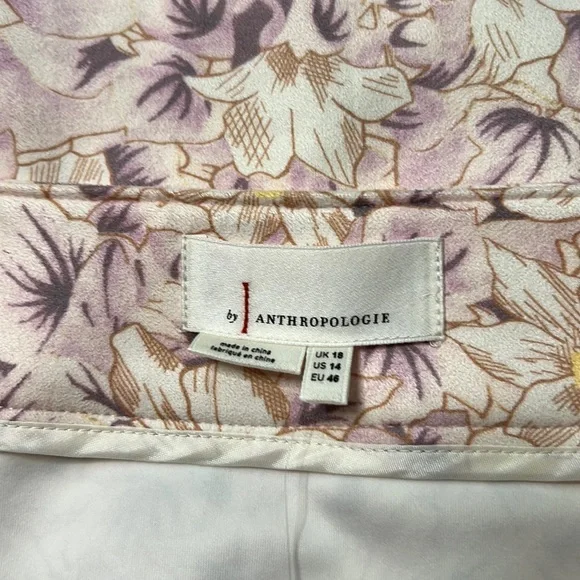 by ANTHROPOLOGIE
made in china
fabriqué en chine
UK 18
US 14
EU 46